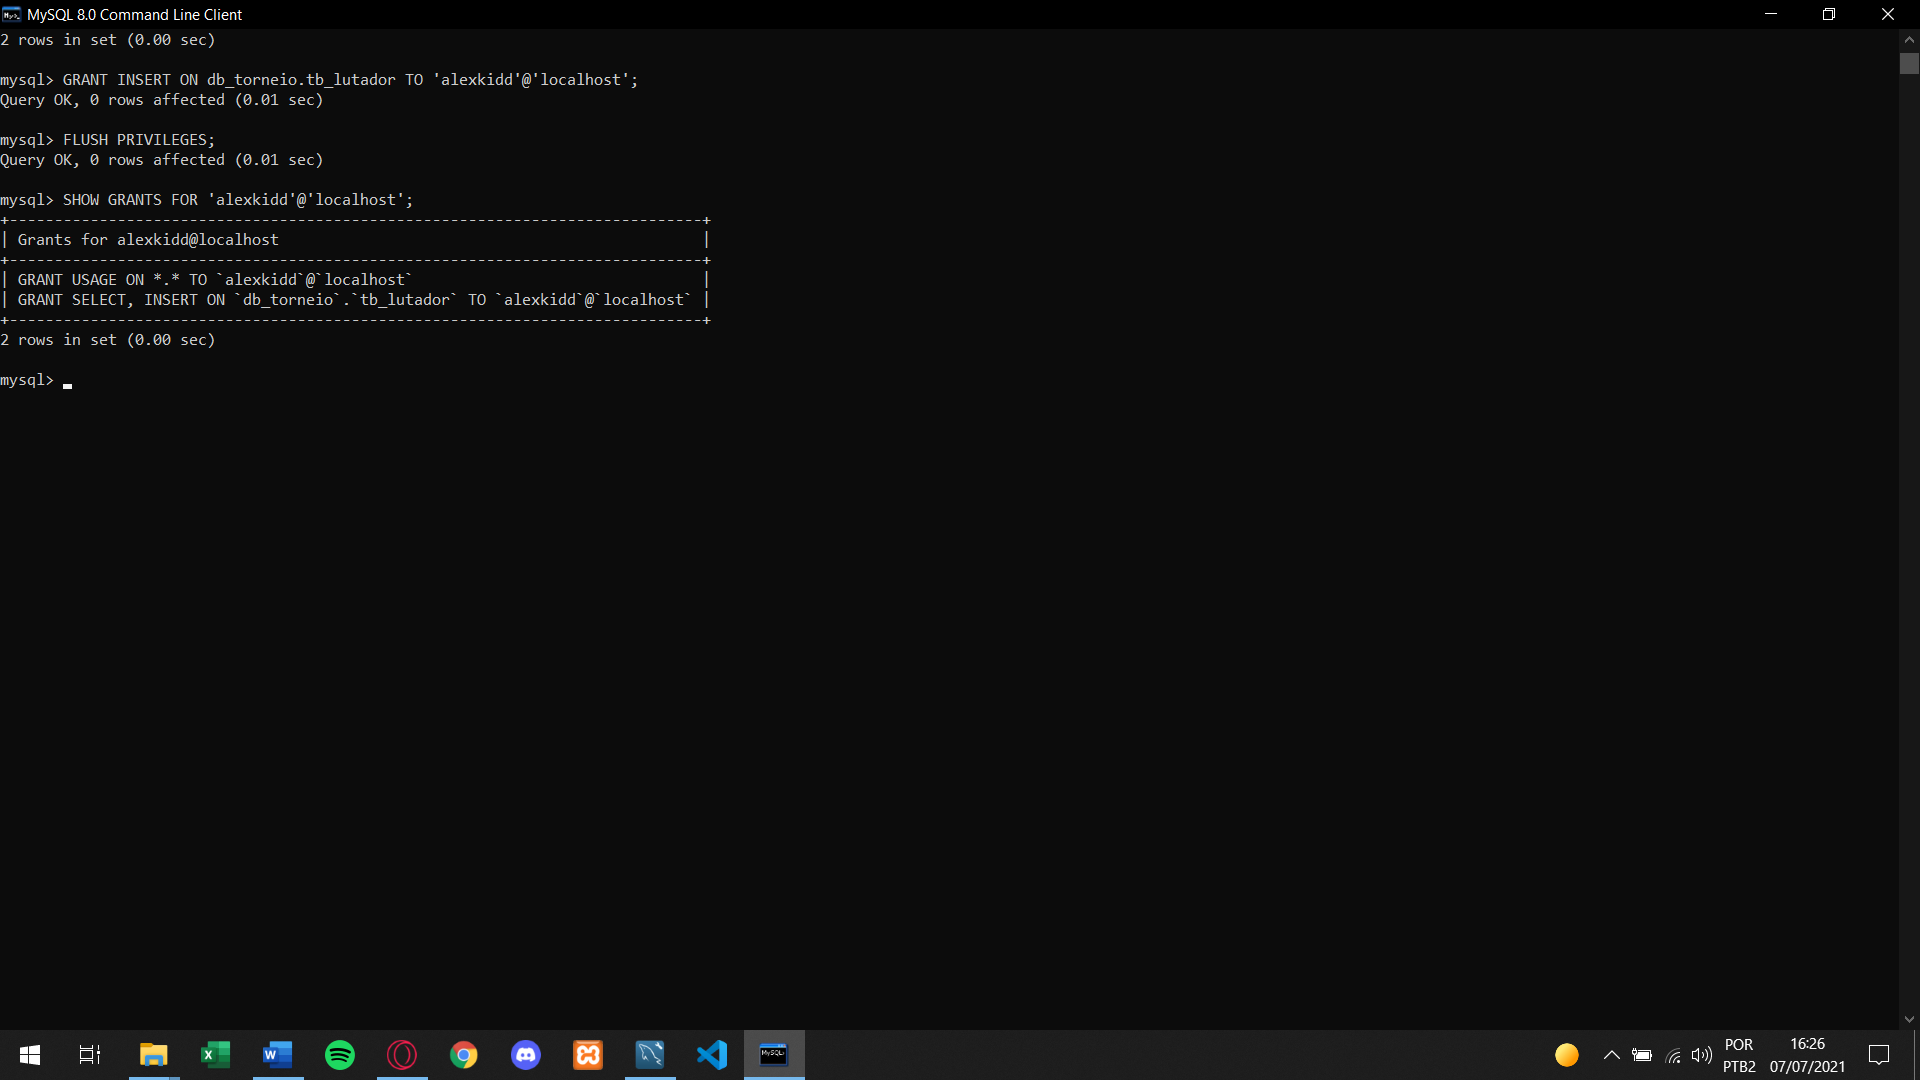 MySQL 8.0 Command Line Client
2 rows in set (0.00 sec)
mysql> GRANT INSERT ON db_torneio.tb_lutador TO 'alexkidd'@'localhost';
Query OK, 0 rows affected (0.01 sec)
mysql> FLUSH PRIVILEGES;
Query OK, 0 rows affected (0.01 sec)
mysql> SHOW GRANTS FOR 'alexkidd'@'localhost';
+-----------------------------------------------------------------------------+
| Grants for alexkidd@localhost                                               |
+-----------------------------------------------------------------------------+
| GRANT USAGE ON *.* TO `alexkidd`@`localhost`                                |
| GRANT SELECT, INSERT ON `db_torneio`.`tb_lutador` TO `alexkidd`@`localhost` |
+-----------------------------------------------------------------------------+
2 rows in set (0.00 sec)
mysql>
POR
PTB2
16:26
07/07/2021